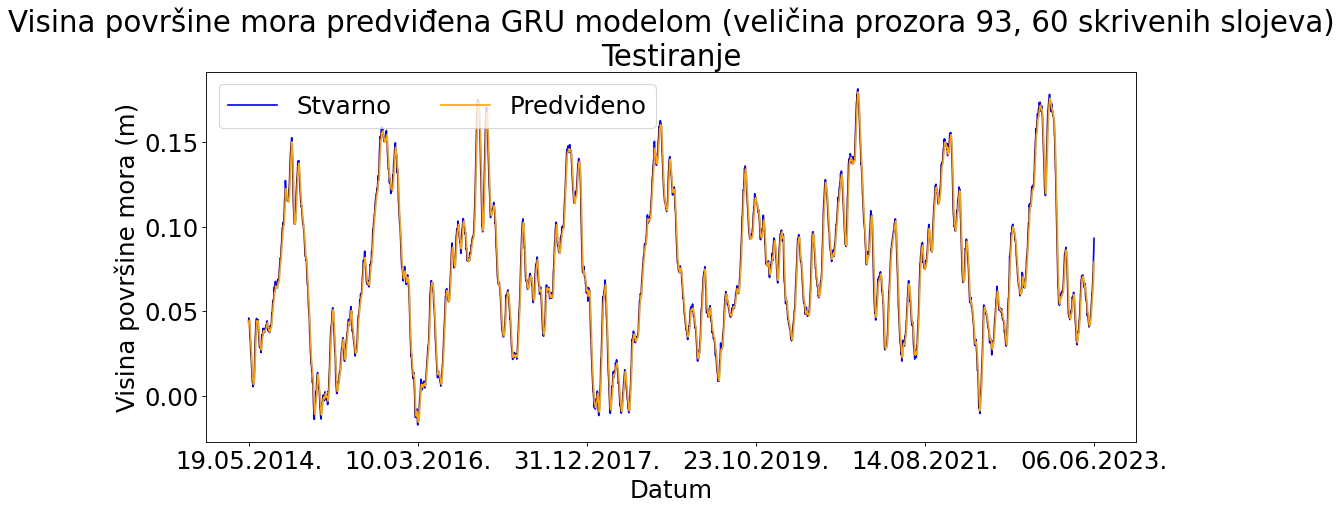 Visina površine mora predviđena GRU modelom (veličina prozora 93, 60 skrivenih slojeva)
Testiranje
Stvarno Predviđeno
Visina površine mora (m)
0.15
0.10
0.05
0.00
19.05.2014. 10.03.2016. 31.12.2017. 23.10.2019. 14.08.2021. 06.06.2023.
Datum